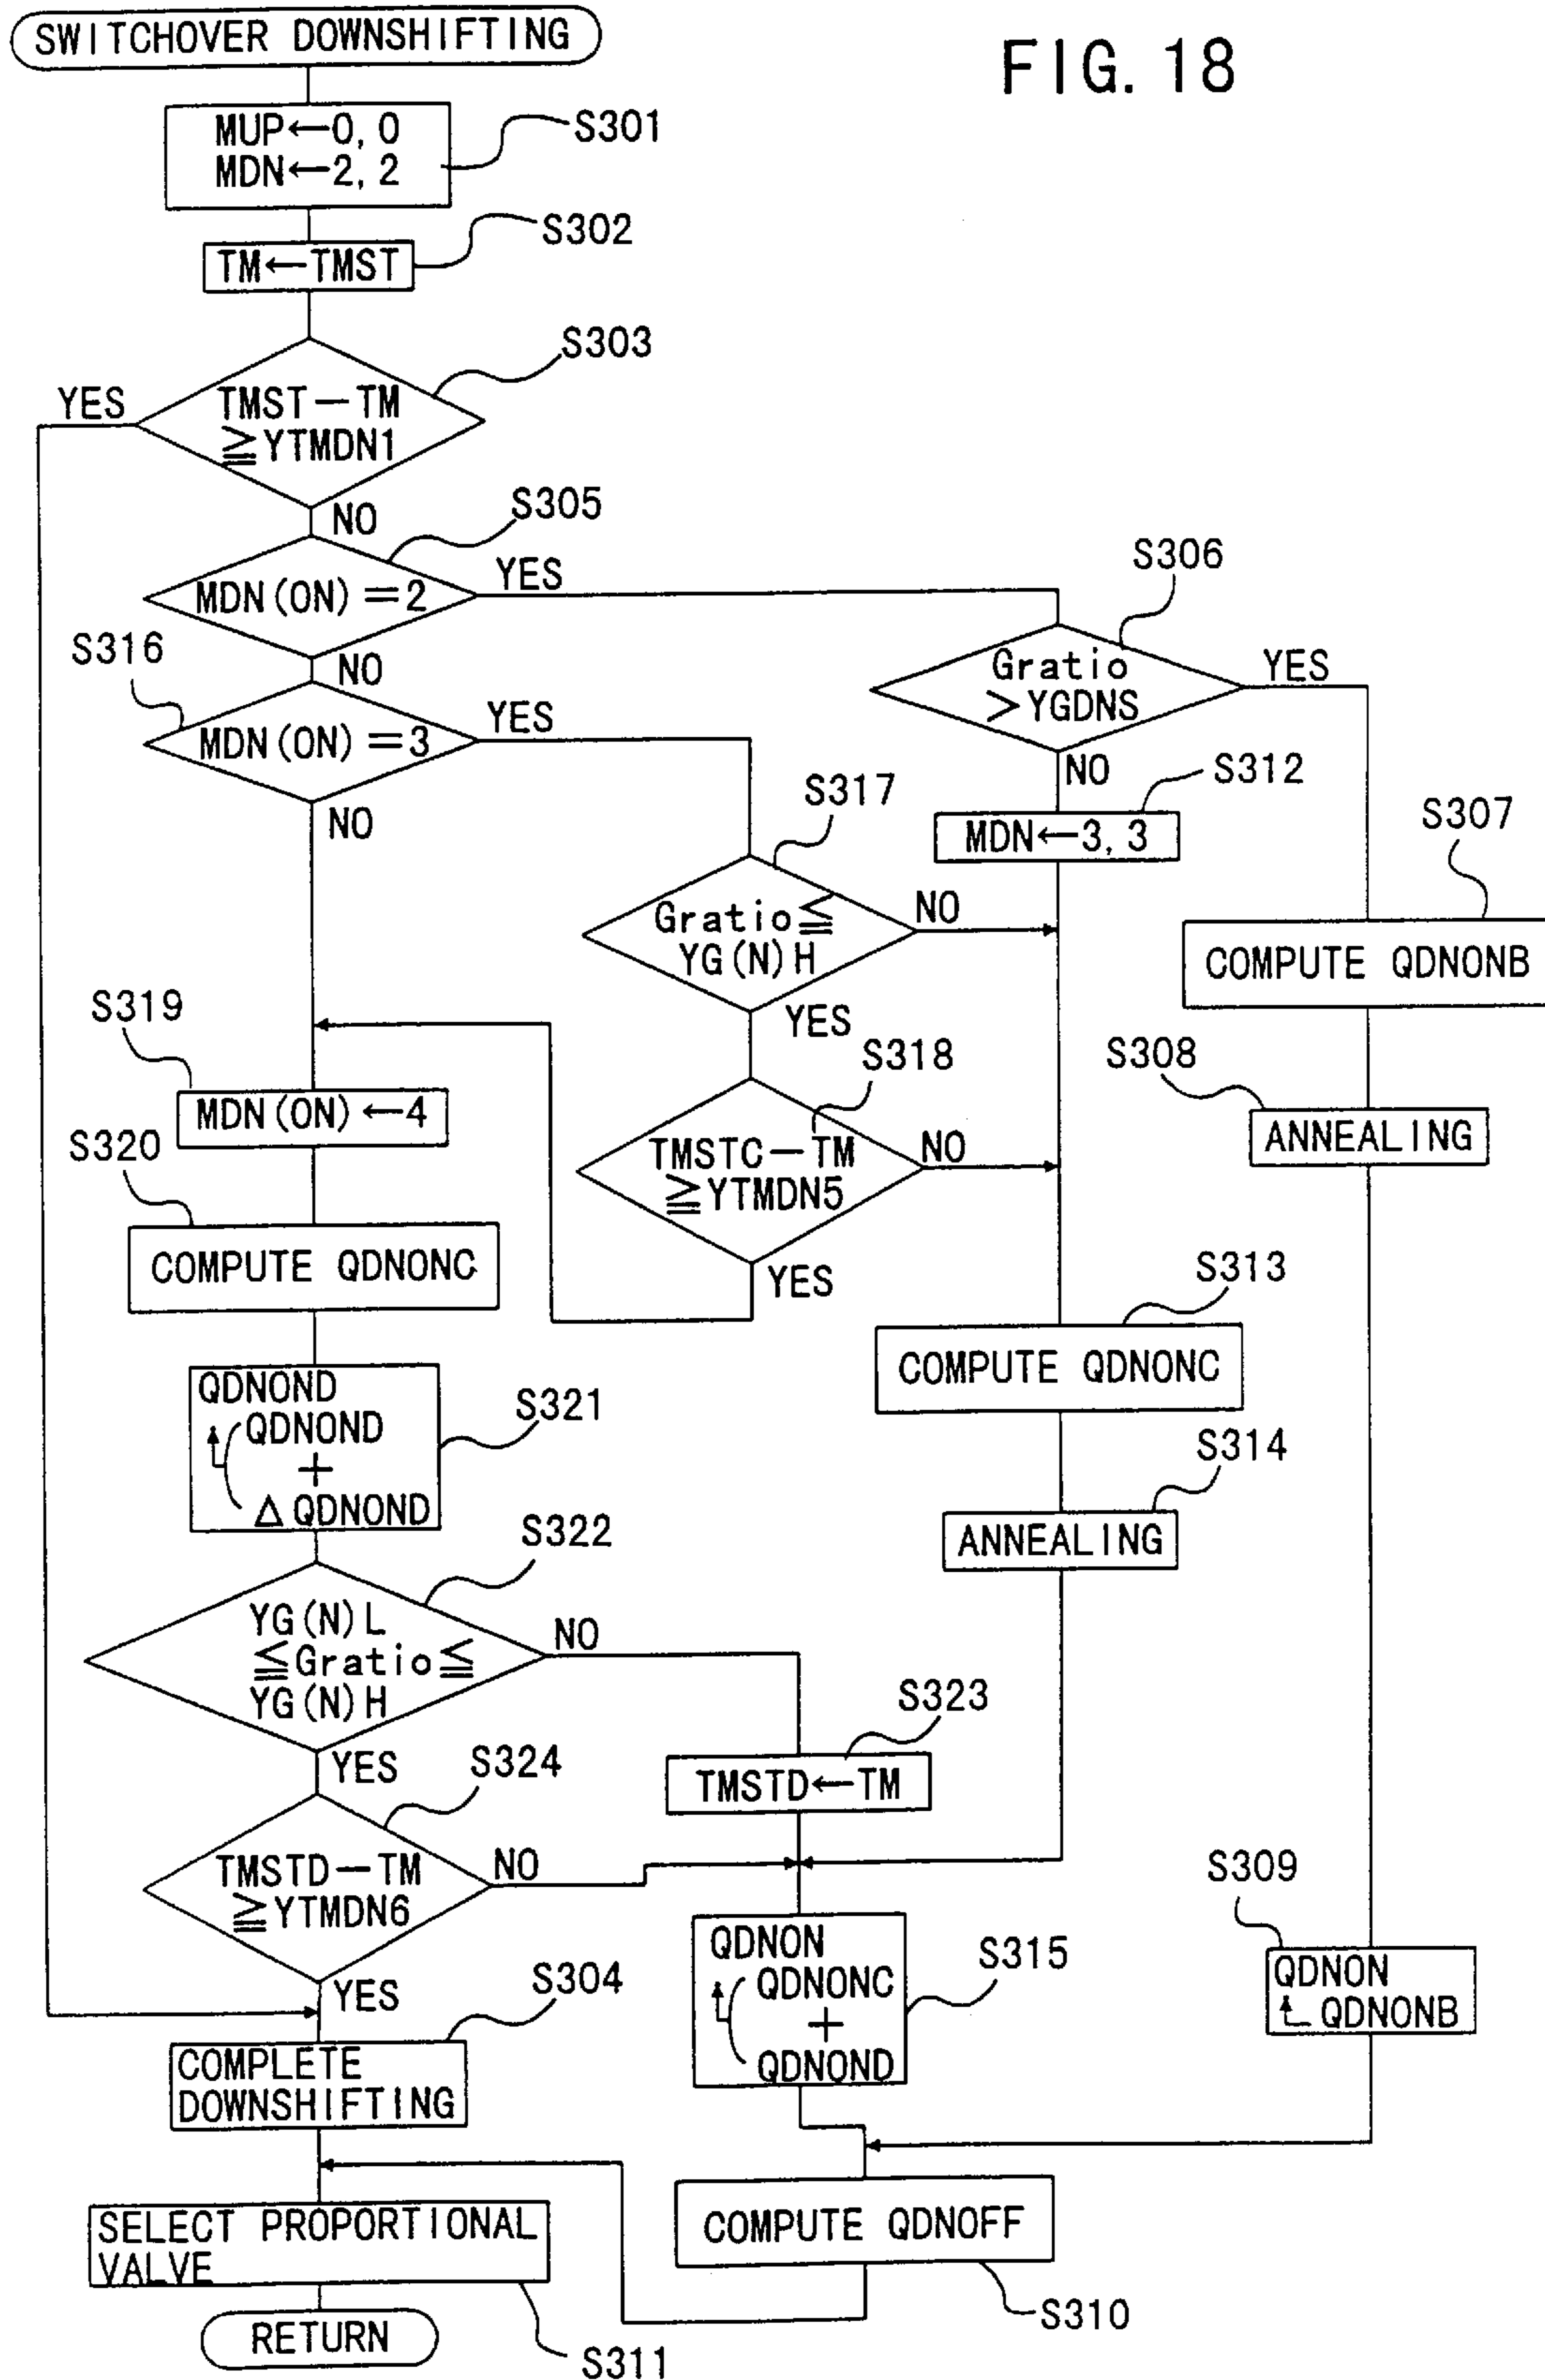 FIG. 18
SWITCHOVER DOWNSHIFTING
MUP←0, 0
MDN←2, 2
S301
TM←TMST
S302
TMST—TM
≧YTMDN1
S303
YES
NO
MDN(ON)=2
S305
YES
NO
Gratio
>YGDNS
S306
YES
NO
MDN(ON)=3
S316
YES
NO
MDN←3, 3
S312
Gratio≦
YG(N)H
S317
NO
YES
COMPUTE QDNONB
S307
TMSTC—TM
≧YTMDN5
S318
NO
YES
ANNEALING
S308
MDN(ON)←4
S319
COMPUTE QDNONC
S320
COMPUTE QDNONC
S313
QDNOND
QDNOND
+
ΔQDNOND
S321
ANNEALING
S314
YG(N)L
≦Gratio≦
YG(N)H
S322
NO
YES
TMSTD←TM
S323
TMSTD—TM
≧YTMDN6
S324
NO
YES
QDNON
QDNONC
+
QDNOND
S315
QDNON
QDNONB
S309
COMPLETE
DOWNSHIFTING
S304
COMPUTE QDNOFF
S310
SELECT PROPORTIONAL
VALVE
S311
RETURN